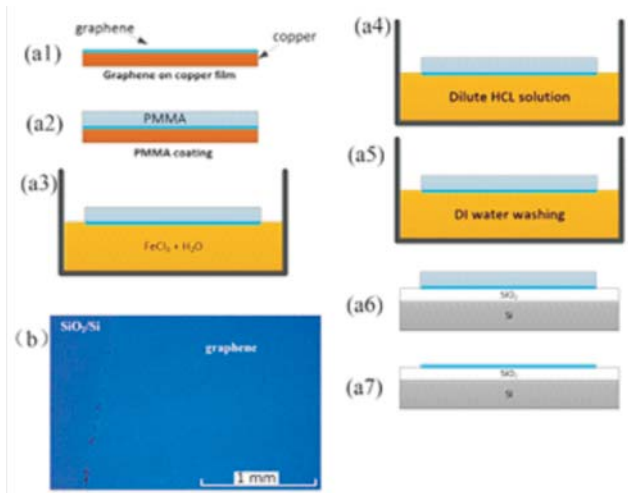 graphene
copper
(a1)
Graphene on copper film
(a2)
PMMA
PMMA coating
(a3)
FeCl₃ + H₂O
(a4)
Dilute HCL solution
(a5)
DI water washing
(a6)
SiO₂
Si
(a7)
SiO₂
Si
(b)
SiO₂/Si
graphene
1 mm